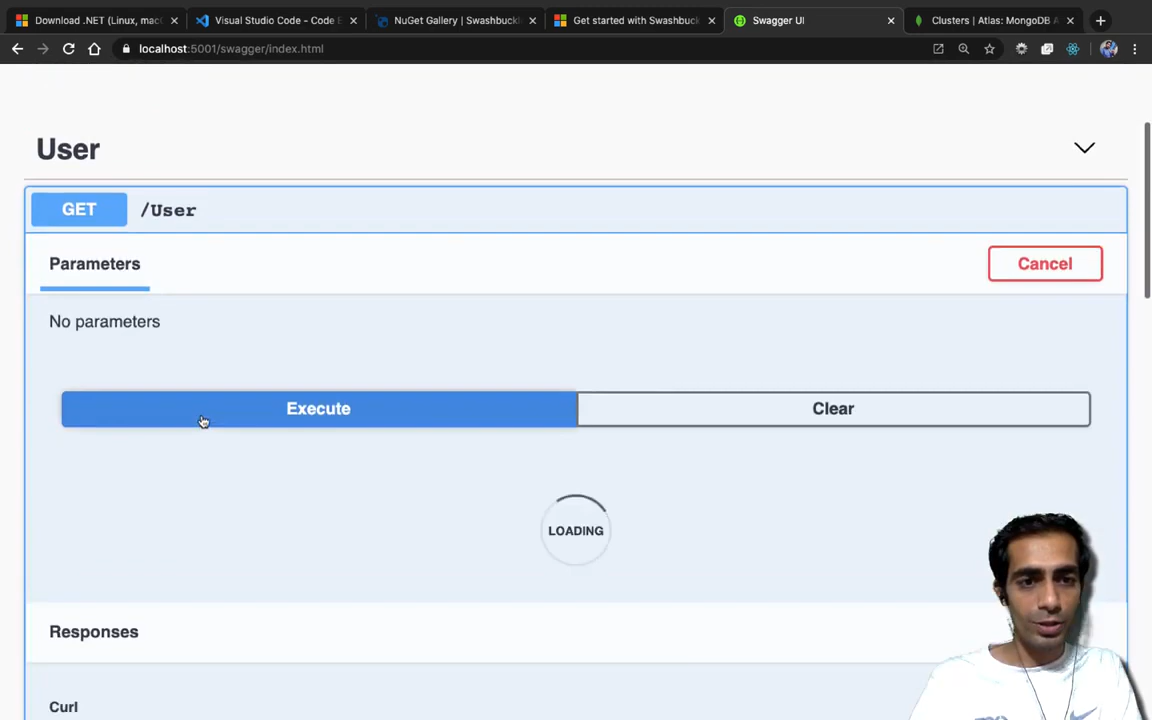 Download .NET (Linux, mac
Visual Studio Code - Code E
NuGet Gallery | Swashbuckl
Get started with Swashbuck
Swagger UI
Clusters | Atlas: MongoDB A
localhost:5001/swagger/index.html
User
GET /User
Parameters
Cancel
No parameters
Execute
Clear
LOADING
Responses
Curl